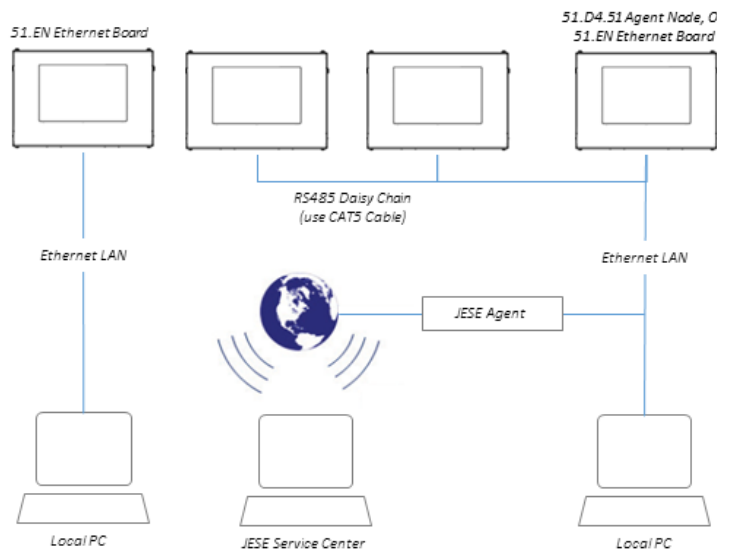 51.EN Ethernet Board
51.D4.51 Agent Node, O
51.EN Ethernet Board
RS485 Daisy Chain
(use CAT5 Cable)
Ethernet LAN
Ethernet LAN
JESE Agent
Local PC
JESE Service Center
Local PC